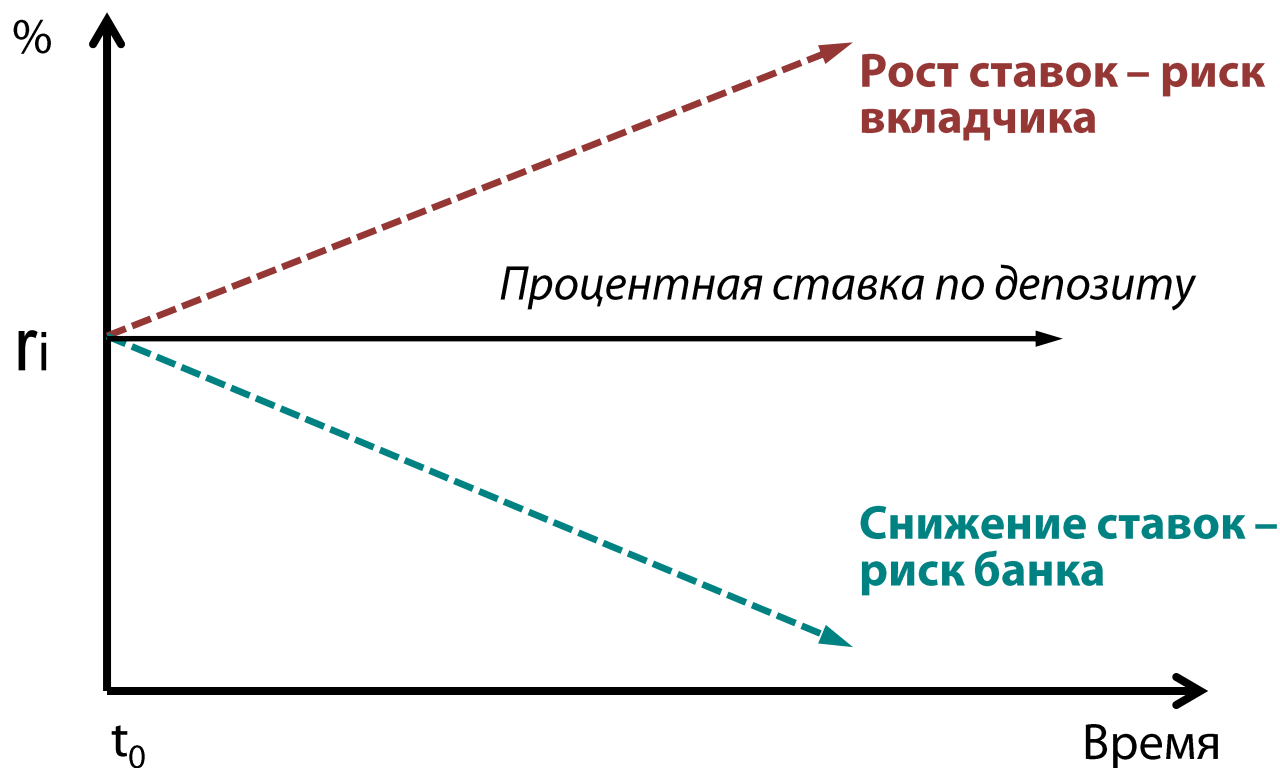 %
Рост ставок – риск
вкладчика
Процентная ставка по депозиту
ri
Снижение ставок –
риск банка
t0
Время